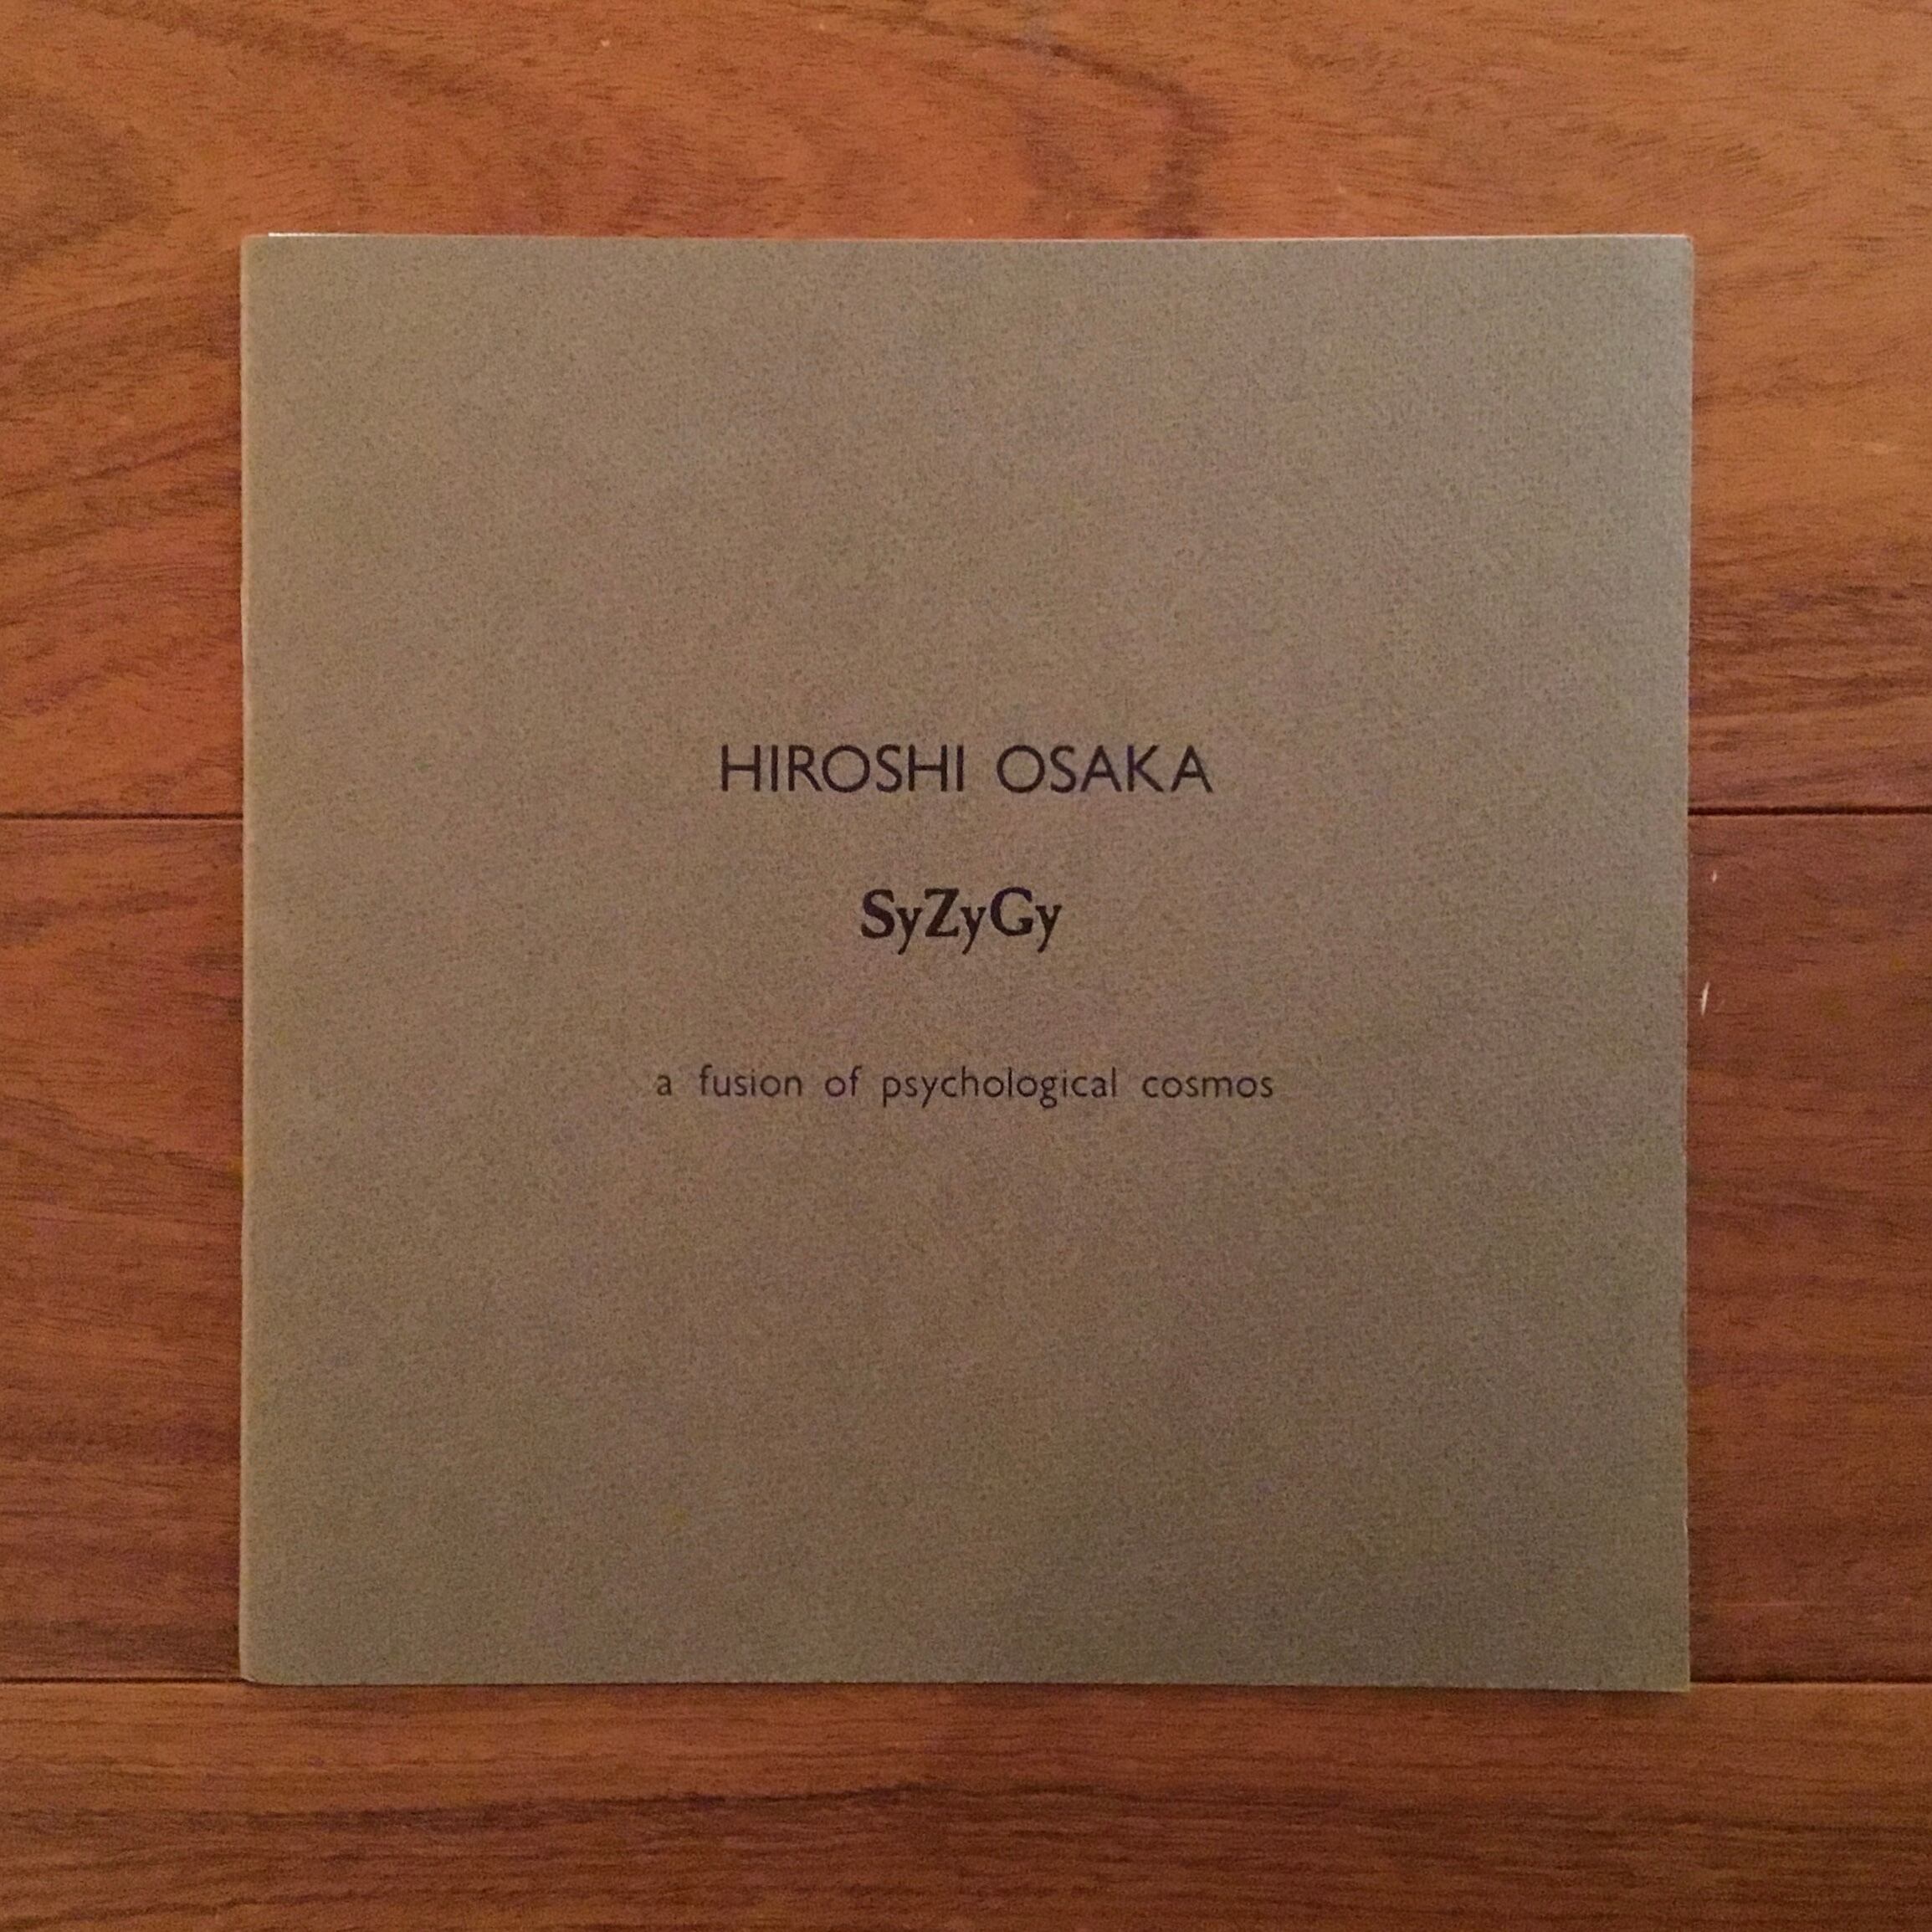 HIROSHI OSAKA
SyZyGy
a fusion of psychological cosmos